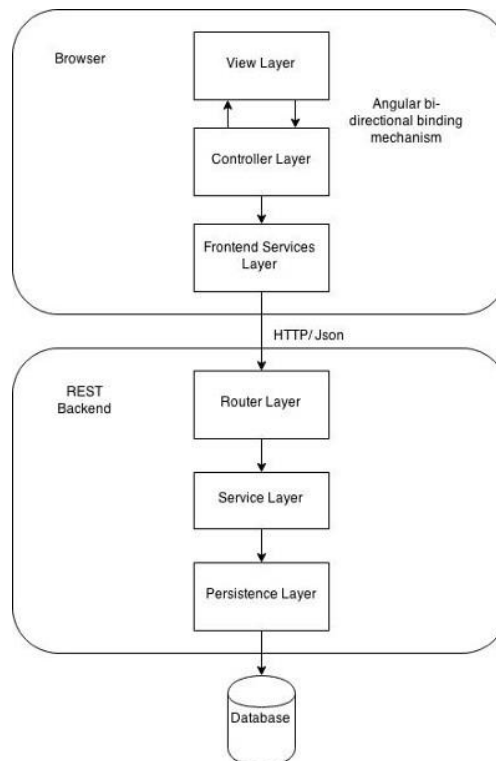 Browser
View Layer
Angular bi-
directional binding
mechanism
Controller Layer
Frontend Services
Layer
HTTP/ Json
REST
Backend
Router Layer
Service Layer
Persistence Layer
Database